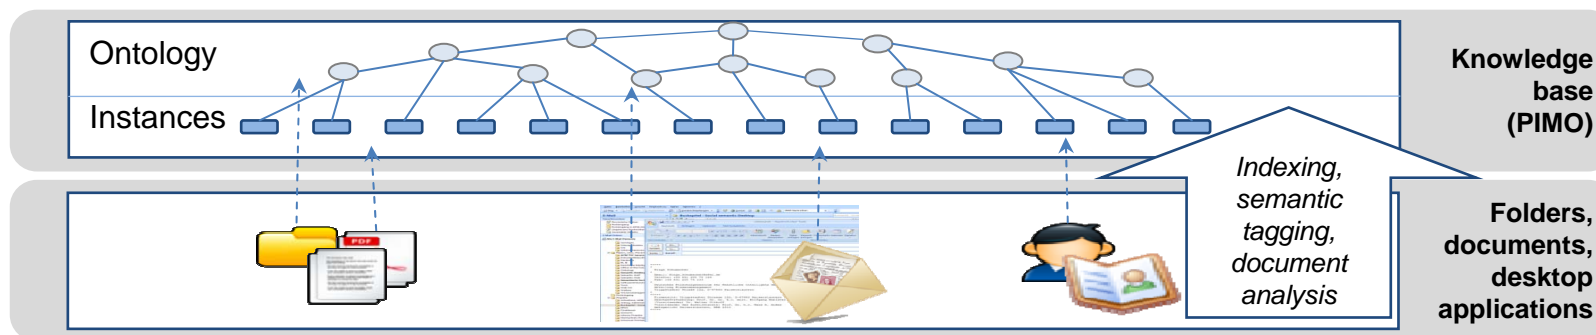 Ontology
Instances
Knowledge
base
(PIMO)
Indexing,
semantic
tagging,
document
analysis
Folders,
documents,
desktop
applications
PDF